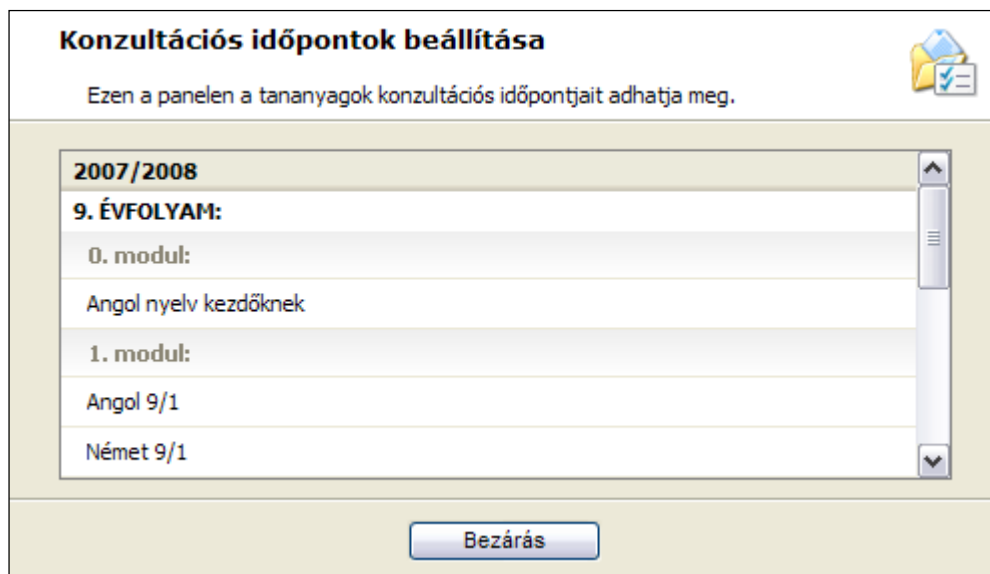 Konzultációs időpontok beállítása
Ezen a panelen a tananyagok konzultációs időpontjait adhatja meg.
2007/2008
9. ÉVFOLYAM:
0. modul:
Angol nyelv kezdőknek
1. modul:
Angol 9/1
Német 9/1
Bezárás